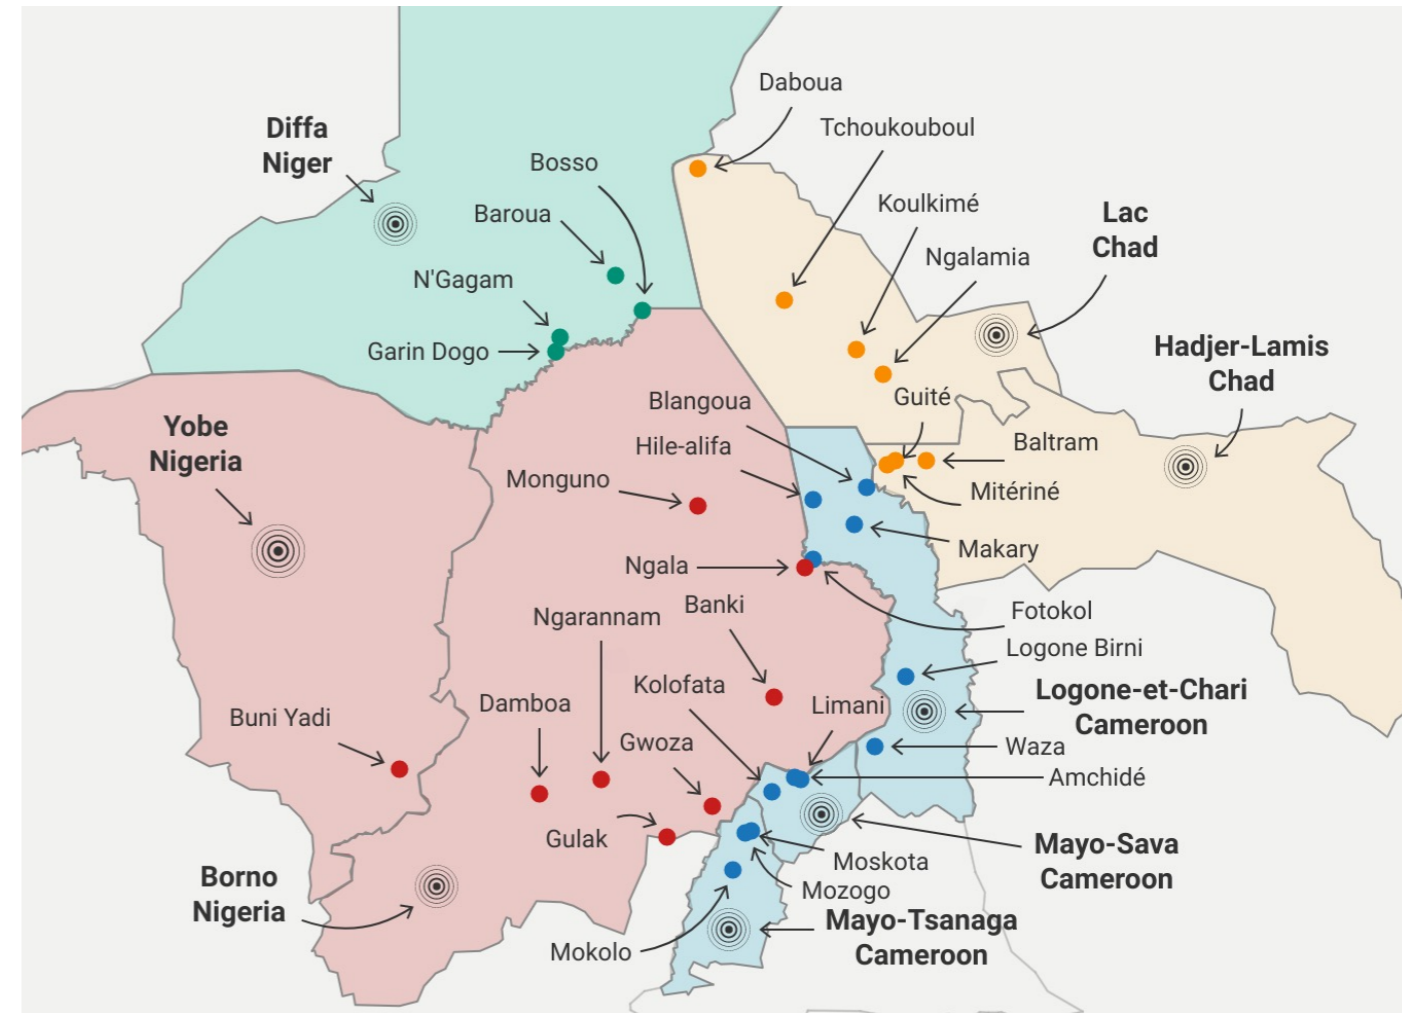 Daboua
Tchoukouboul
Diffa
Niger
Bosso
Koulkimé
Baroua
Lac
Chad
Ngalamia
N'Gagam
Garin Dogo
Hadjer-Lamis
Chad
Guité
Blangoua
Yobe
Nigeria
Hile-alifa
Baltram
Monguno
Mitériné
Makary
Ngala
Banki
Fotokol
Ngarannam
Logone Birni
Kolofata
Logone-et-Chari
Cameroon
Damboa
Limani
Buni Yadi
Gwoza
Waza
Amchidé
Gulak
Mayo-Sava
Cameroon
Moskota
Borno
Nigeria
Mozogo
Mayo-Tsanaga
Cameroon
Mokolo